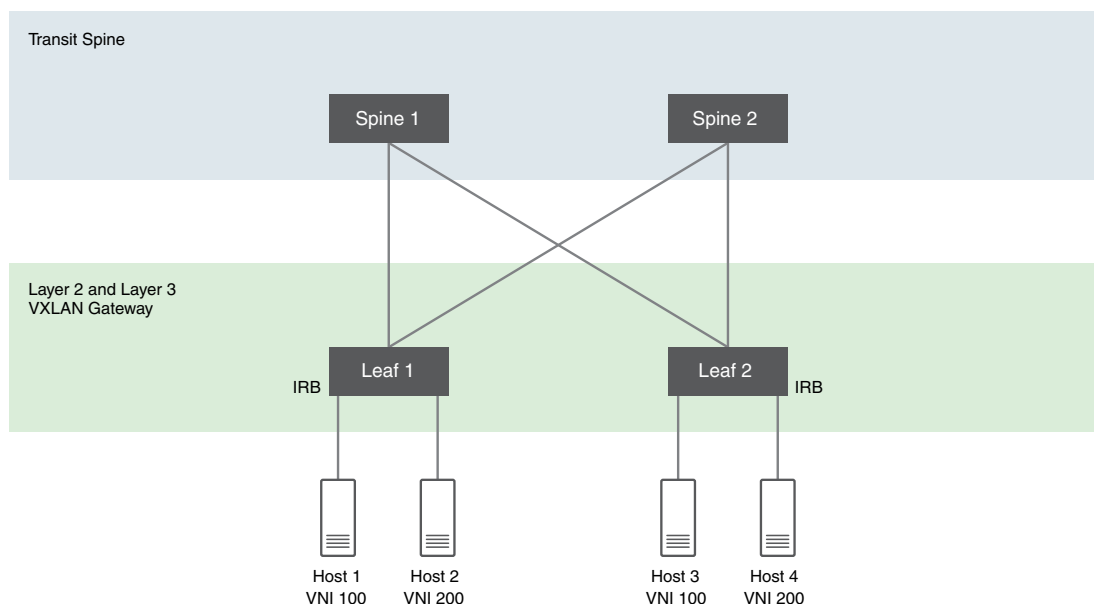 Transit Spine
Spine 1
Spine 2
Layer 2 and Layer 3
VXLAN Gateway
Leaf 1
Leaf 2
IRB
IRB
Host 1
VNI 100
Host 2
VNI 200
Host 3
VNI 100
Host 4
VNI 200